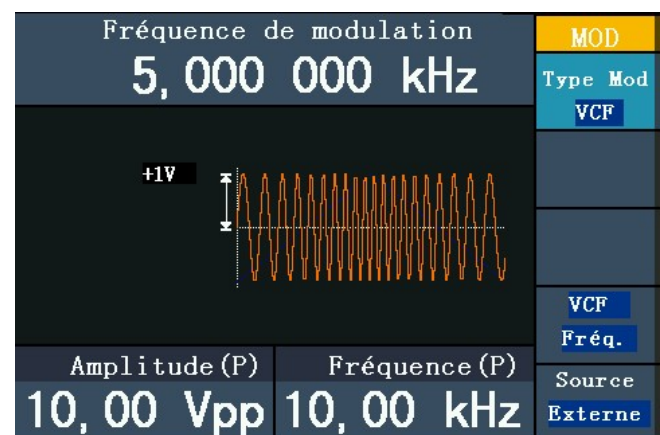 Fréquence de modulation
5, 000 000 kHz
MOD
Type Mod
VCF
+1V
VCF
Fréq.
Amplitude(P)
10, 00 Vpp
Fréquence(P)
10, 00 kHz
Source
Externe